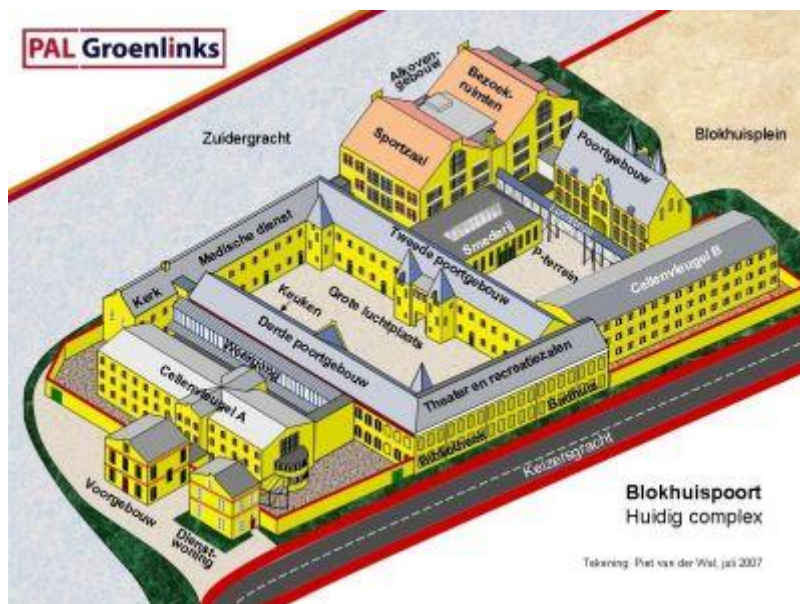 PAL Groenlinks
Alkoven-
gebouw
Bezoek-
ruimten
Zuidergracht
Sportzaal
Poortgebouw
Blokhuisplein
Medische dienst
Tweede poortgebouw
Smederij
P-terrein
Cellenvleugel B
Kerk
Keuken
Grote luchtplaats
Weergang
Derde poortgebouw
Cellenvleugel A
Theater en recreatiezalen
Badhuis
Bibliotheek
Keizersgracht
Voorgebouw
Dienst-
woning
Blokhuispoort
Huidig complex
Tekening: Piet van der Wal, juli 2007